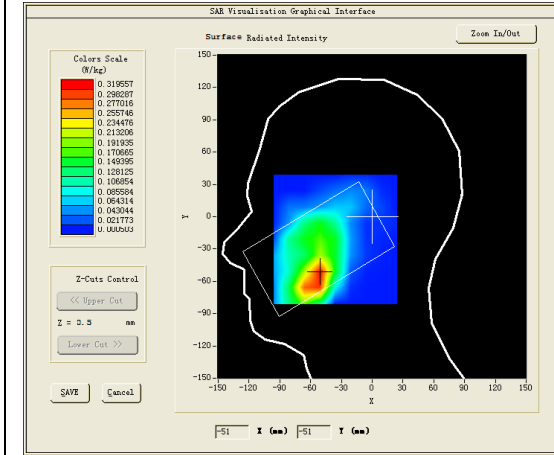 SAR Visualisation Graphical Interface
Surface Radiated Intensity
Zoom In/Out
Colors Scale
(W/kg)
0.319557
0.298287
0.277016
0.255746
0.234476
0.213206
0.191935
0.170665
0.149395
0.128125
0.106854
0.085584
0.064314
0.043044
0.021773
0.000503
150
120
90
60
30
0
-30
-60
-90
-120
-150
Y
-150 -120 -90 -60 -30 0 30 60 90 120 150
X
Z-Cuts Control
<< Upper Cut
Z = 0.5 mm
Lower Cut >>
SAVE Cancel
-51 X (mm) -51 Y (mm)